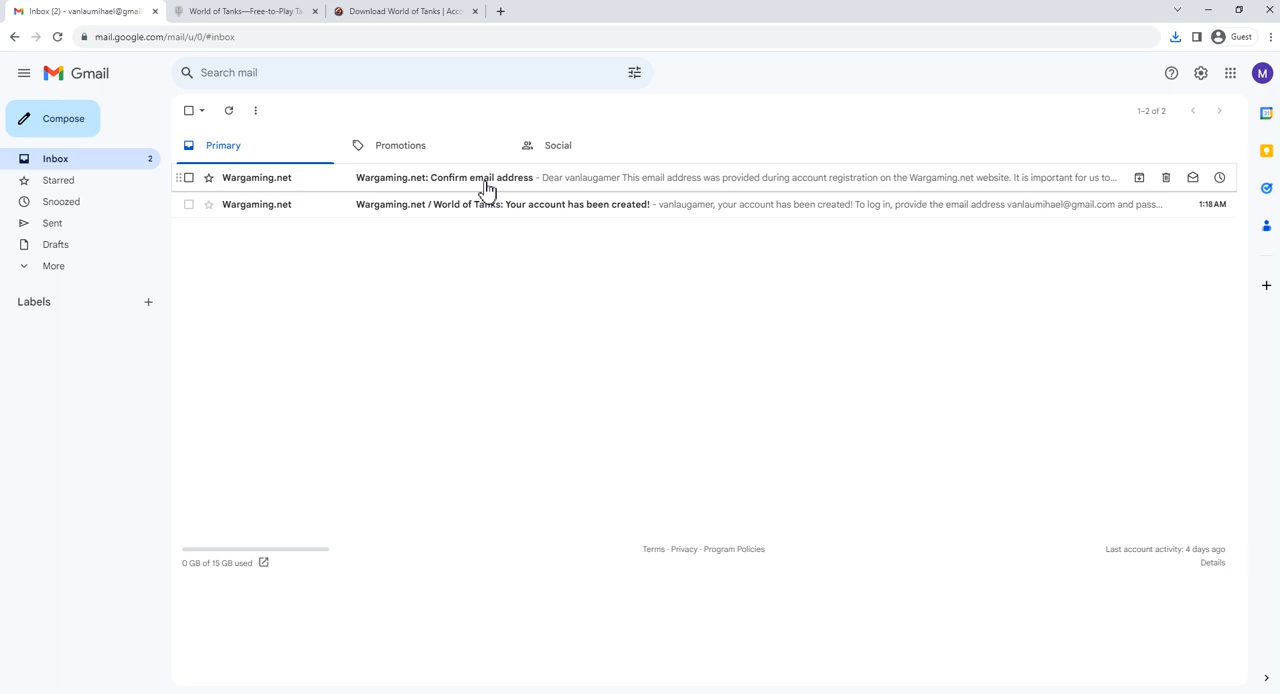 Inbox (2) - vanlaumihael@gmai
World of Tanks—Free-to-Play Ta
Download World of Tanks | Acco
mail.google.com/mail/u/0/#inbox
Guest
Gmail
Search mail
M
Compose
1–2 of 2
Primary
Promotions
Social
Inbox 2
Wargaming.net Wargaming.net: Confirm email address - Dear vanlaugamer This email address was provided during account registration on the Wargaming.net website. It is important for us to...
Starred
Snoozed
Wargaming.net Wargaming.net / World of Tanks: Your account has been created! - vanlaugamer, your account has been created! To log in, provide the email address vanlaumihael@gmail.com and pass... 1:18 AM
Sent
Drafts
More
Labels
Terms · Privacy · Program Policies
Last account activity: 4 days ago
0 GB of 15 GB used
Details